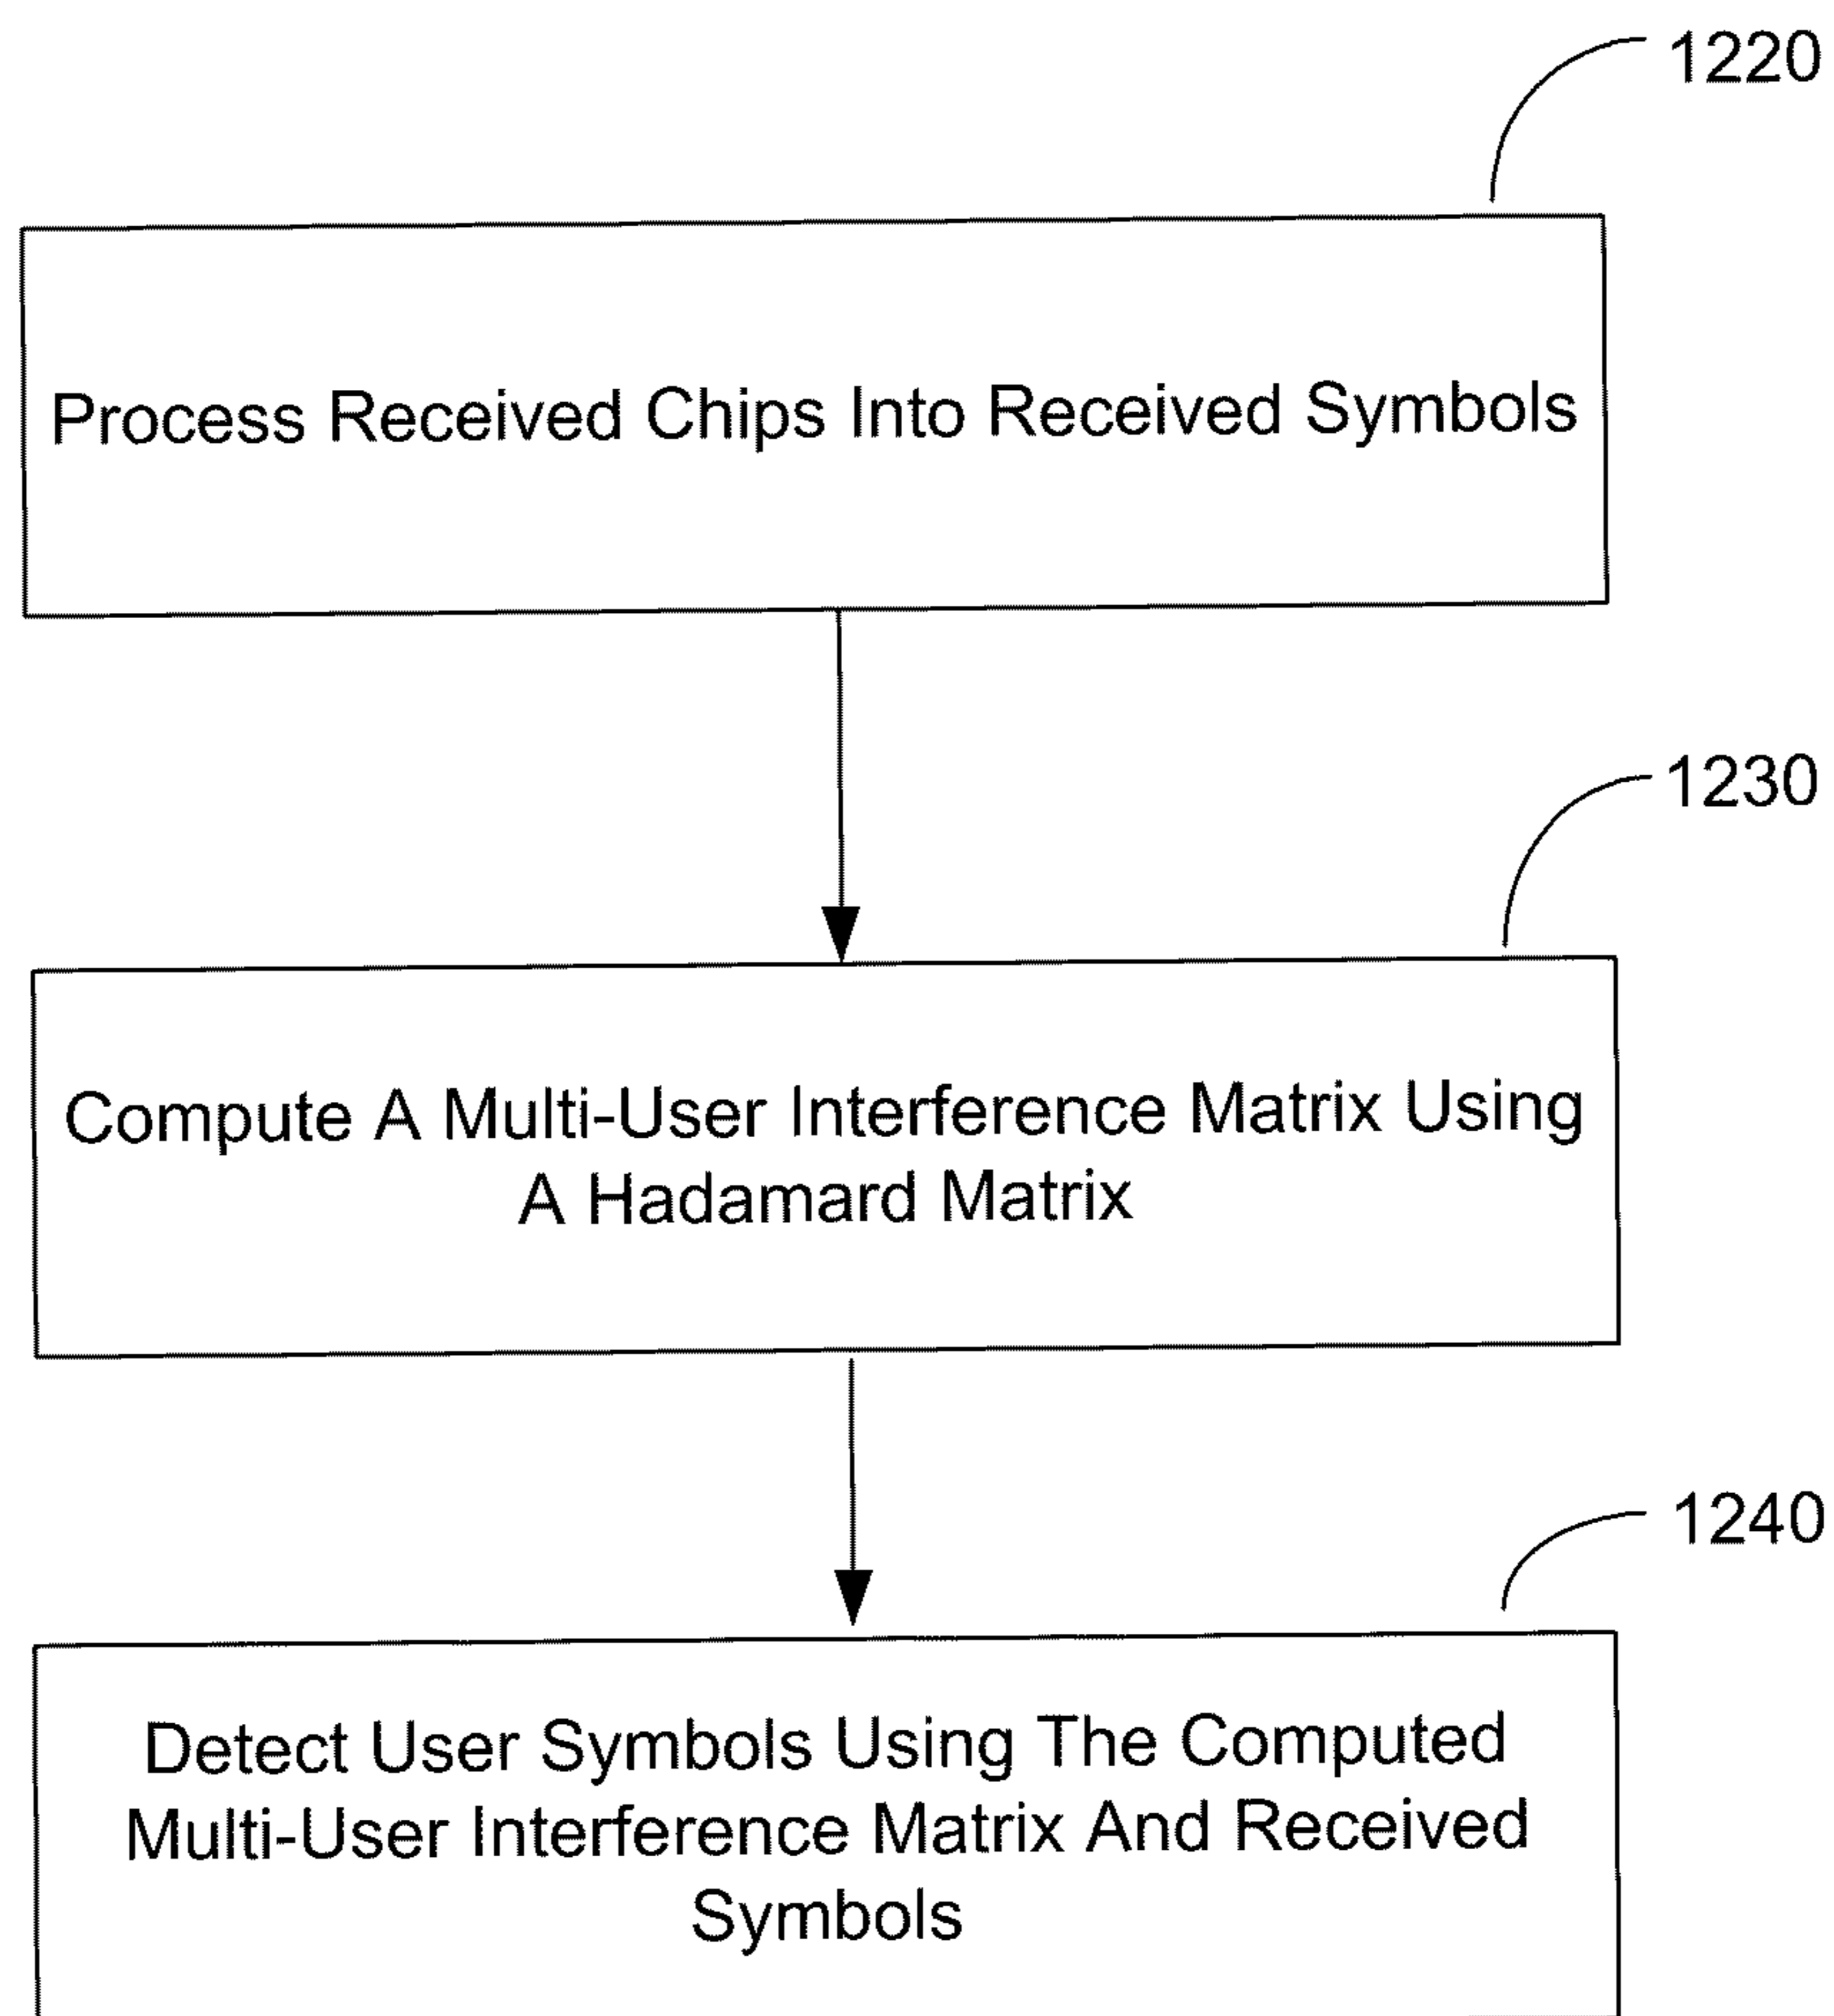 1220
Process Received Chips Into Received Symbols
1230
Compute A Multi-User Interference Matrix Using
A Hadamard Matrix
1240
Detect User Symbols Using The Computed
Multi-User Interference Matrix And Received
Symbols